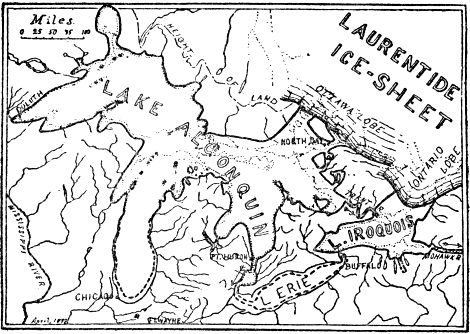 Miles.
0 25 50 75 100
LAURENTIDE
ICE-SHEET
HEIGHT OF
LAND
OTTAWA LOBE
ONTARIO
LOBE
DULUTH
LAKE ALGONQUIN
NORTH BAY
L. IROQUOIS
MOHAWK R
PT. HURON
BUFFALO
L. ERIE
MISSISSIPPI
RIVER
CHICAGO
FT. WAYNE